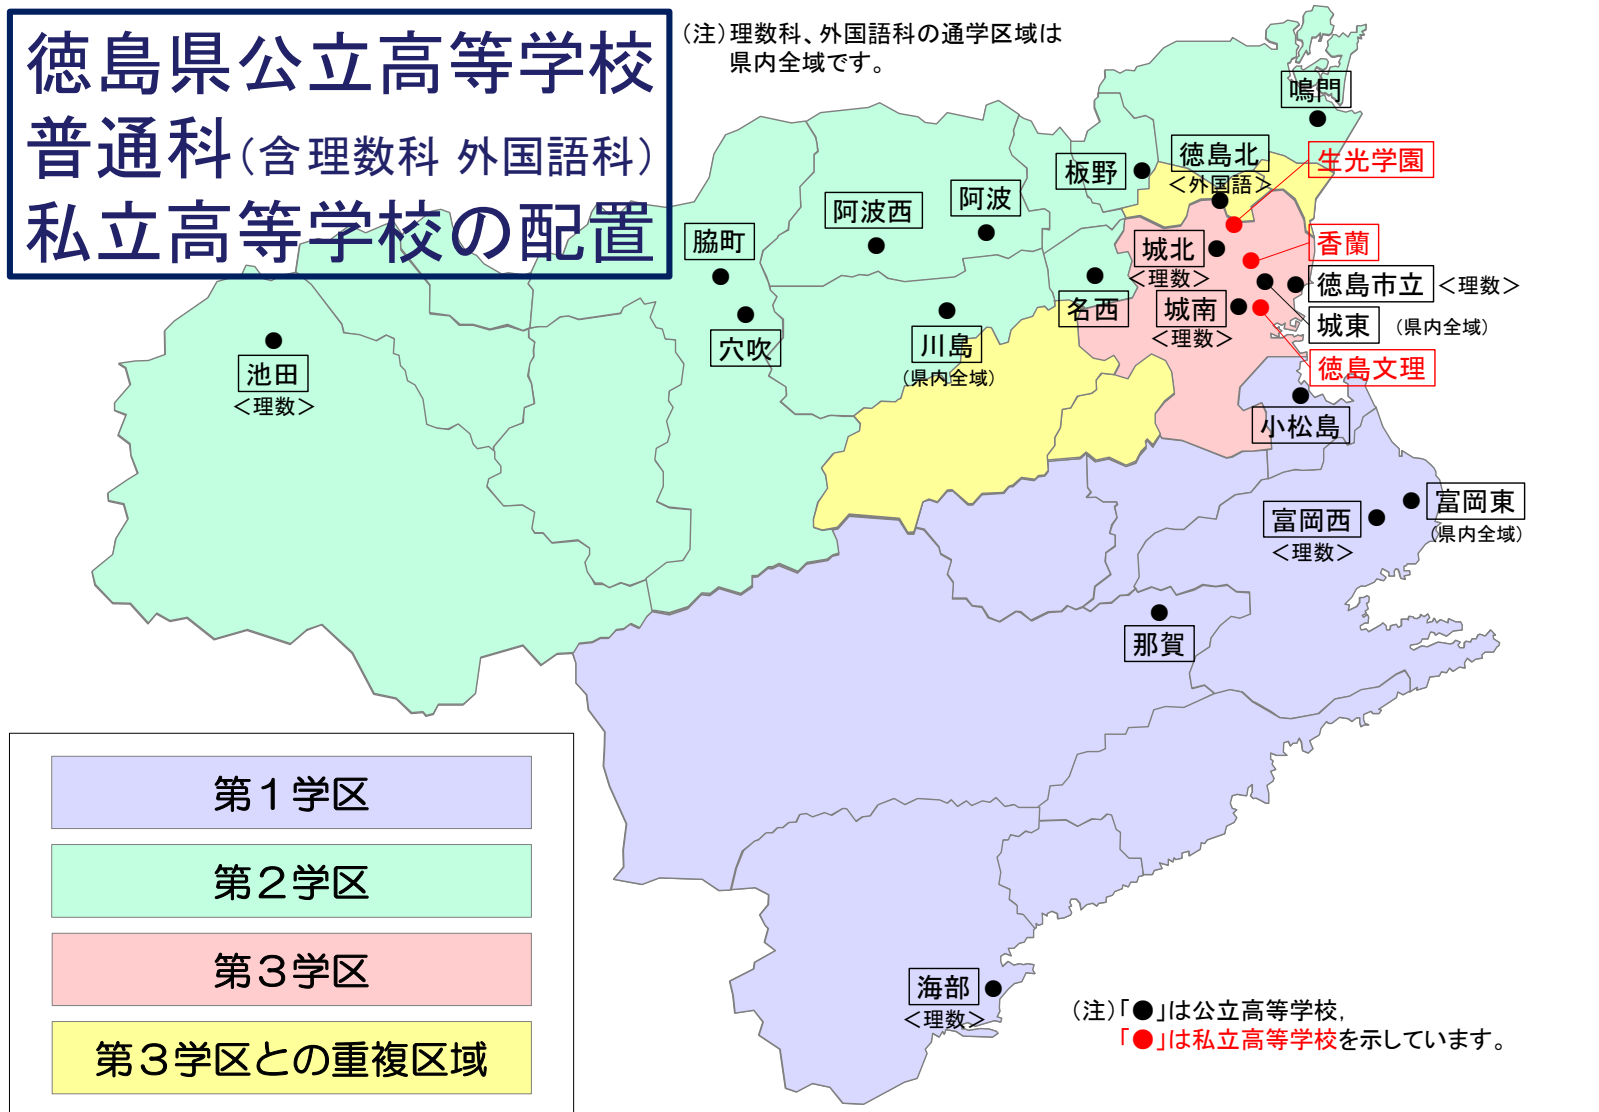 徳島県公立高等学校
普通科(含理数科 外国語科)
私立高等学校の配置
(注)理数科、外国語科の通学区域は
県内全域です。
鳴門
徳島北
<外国語>
生光学園
板野
阿波西
阿波
脇町
城北
<理数>
香蘭
徳島市立 <理数>
名西
城南
<理数>
城東 (県内全域)
穴吹
川島
(県内全域)
徳島文理
池田
<理数>
小松島
富岡東
(県内全域)
富岡西
<理数>
那賀
海部
<理数>
第1学区
第2学区
第3学区
第3学区との重複区域
(注)「●」は公立高等学校,
「●」は私立高等学校を示しています。